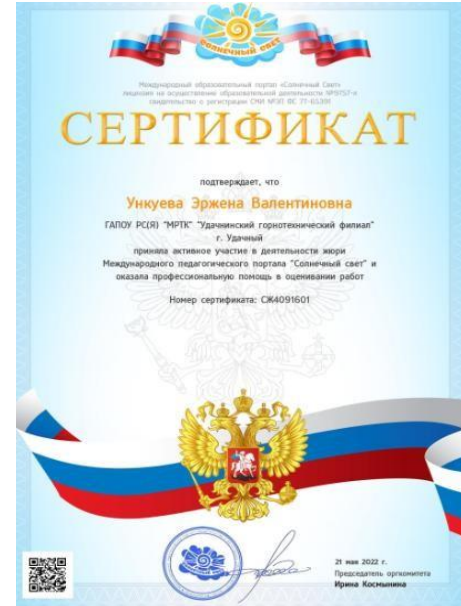 СОЛНЕЧНЫЙ СВЕТ
Международный образовательный портал «Солнечный Свет»
лицензия на осуществление образовательной деятельности №9757-л
свидетельство о регистрации СМИ №ЭЛ ФС 77-65391
СЕРТИФИКАТ
подтверждает, что
Ункуева Эржена Валентиновна
ГАПОУ РС(Я) "МРТК" "Удачнинский горнотехнический филиал"
г. Удачный
приняла активное участие в деятельности жюри
Международного педагогического портала "Солнечный свет" и
оказала профессиональную помощь в оценивании работ
Номер сертификата: СЖ4091601
21 мая 2022 г.
Председатель оргкомитета
Ирина Космынина